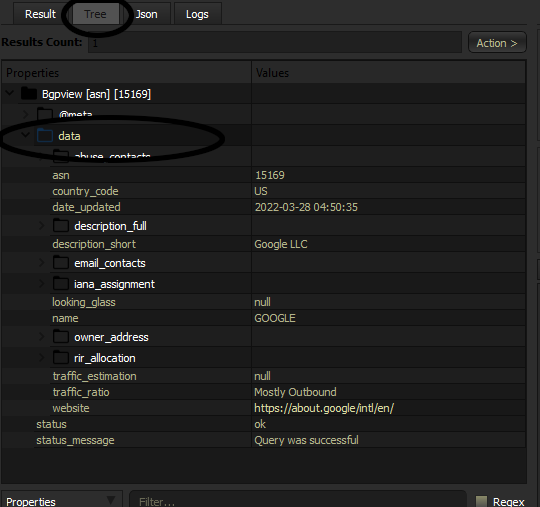 Result Tree Json Logs
Results Count: 1 Action >
Properties Values
Bgpview [asn] [15169]
@meta
data
abuse_contacts
asn 15169
country_code US
date_updated 2022-03-28 04:50:35
description_full
description_short Google LLC
email_contacts
iana_assignment
looking_glass null
name GOOGLE
owner_address
rir_allocation
traffic_estimation null
traffic_ratio Mostly Outbound
website https://about.google/intl/en/
status ok
status_message Query was successful
Properties Filter... Regex